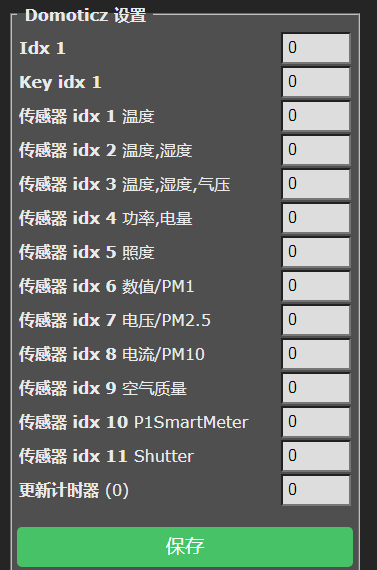 Domoticz 设置
Idx 1 0
Key idx 1 0
传感器 idx 1 温度 0
传感器 idx 2 温度,湿度 0
传感器 idx 3 温度,湿度,气压 0
传感器 idx 4 功率,电量 0
传感器 idx 5 照度 0
传感器 idx 6 数值/PM1 0
传感器 idx 7 电压/PM2.5 0
传感器 idx 8 电流/PM10 0
传感器 idx 9 空气质量 0
传感器 idx 10 P1SmartMeter 0
传感器 idx 11 Shutter 0
更新计时器 (0) 0
保存